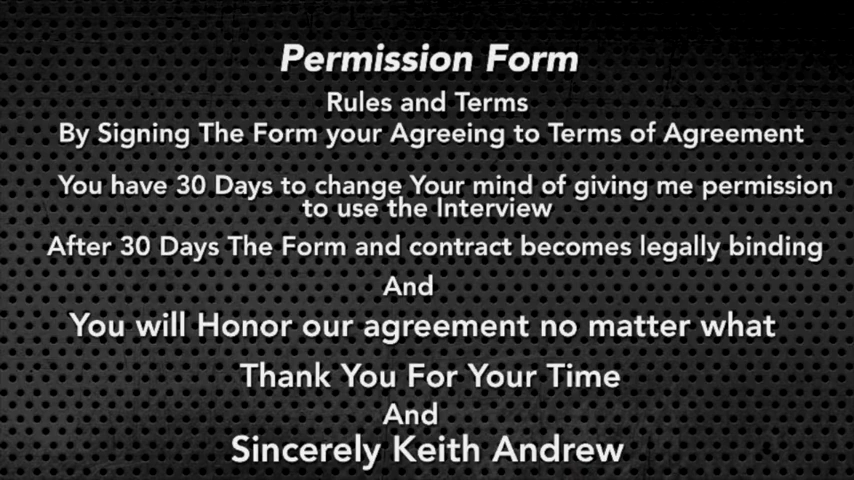 Permission Form
Rules and Terms
By Signing The Form your Agreeing to Terms of Agreement
You have 30 Days to change Your mind of giving me permission
to use the Interview
After 30 Days The Form and contract becomes legally binding
And
You will Honor our agreement no matter what
Thank You For Your Time
And
Sincerely Keith Andrew